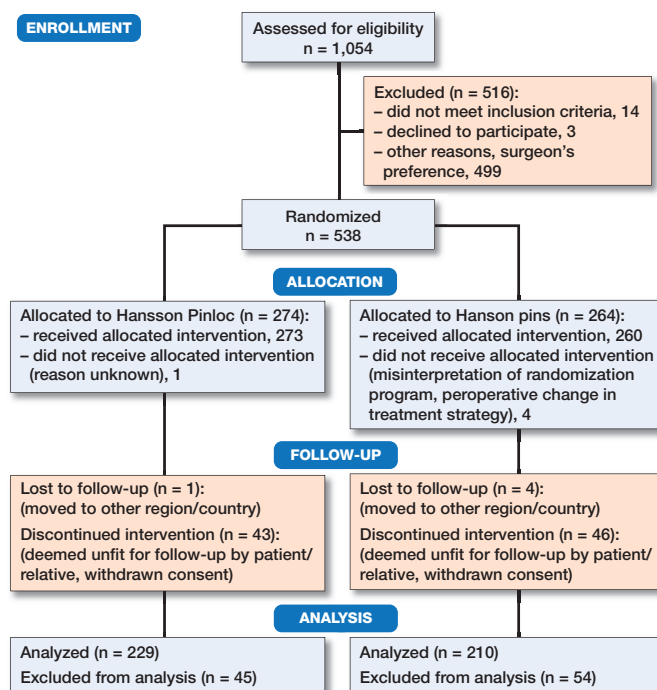 ENROLLMENT
Assessed for eligibility
n = 1,054
Excluded (n = 516):
– did not meet inclusion criteria, 14
– declined to participate, 3
– other reasons, surgeon's
preference, 499
Randomized
n = 538
ALLOCATION
Allocated to Hansson Pinloc (n = 274):
– received allocated intervention, 273
– did not receive allocated intervention
(reason unknown), 1
Allocated to Hanson pins (n = 264):
– received allocated intervention, 260
– did not receive allocated intervention
(misinterpretation of randomization
program, peroperative change in
treatment strategy), 4
FOLLOW-UP
Lost to follow-up (n = 1):
(moved to other region/country)
Discontinued intervention (n = 43):
(deemed unfit for follow-up by patient/
relative, withdrawn consent)
Lost to follow-up (n = 4):
(moved to other region/country)
Discontinued intervention (n = 46):
(deemed unfit for follow-up by patient/
relative, withdrawn consent)
ANALYSIS
Analyzed (n = 229)
Excluded from analysis (n = 45)
Analyzed (n = 210)
Excluded from analysis (n = 54)